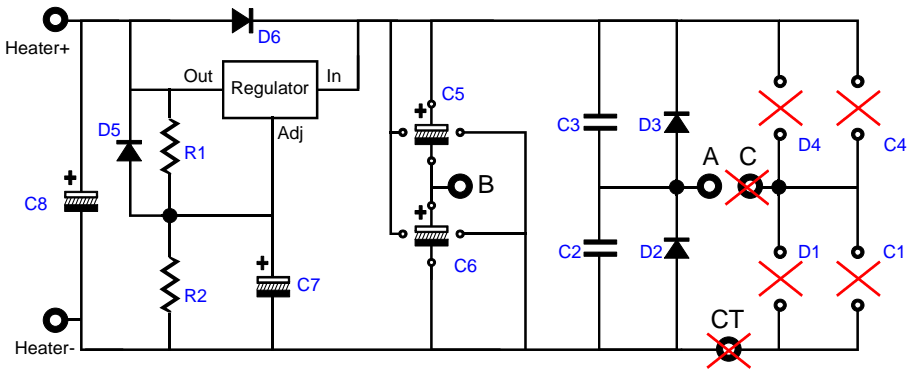 Heater+
D6
Out
Regulator
In
Adj
D5
R1
C5
B
C6
C3
D3
A
C
D4
C4
C8
R2
C7
C2
D2
D1
C1
CT
Heater-
+
+
+
+